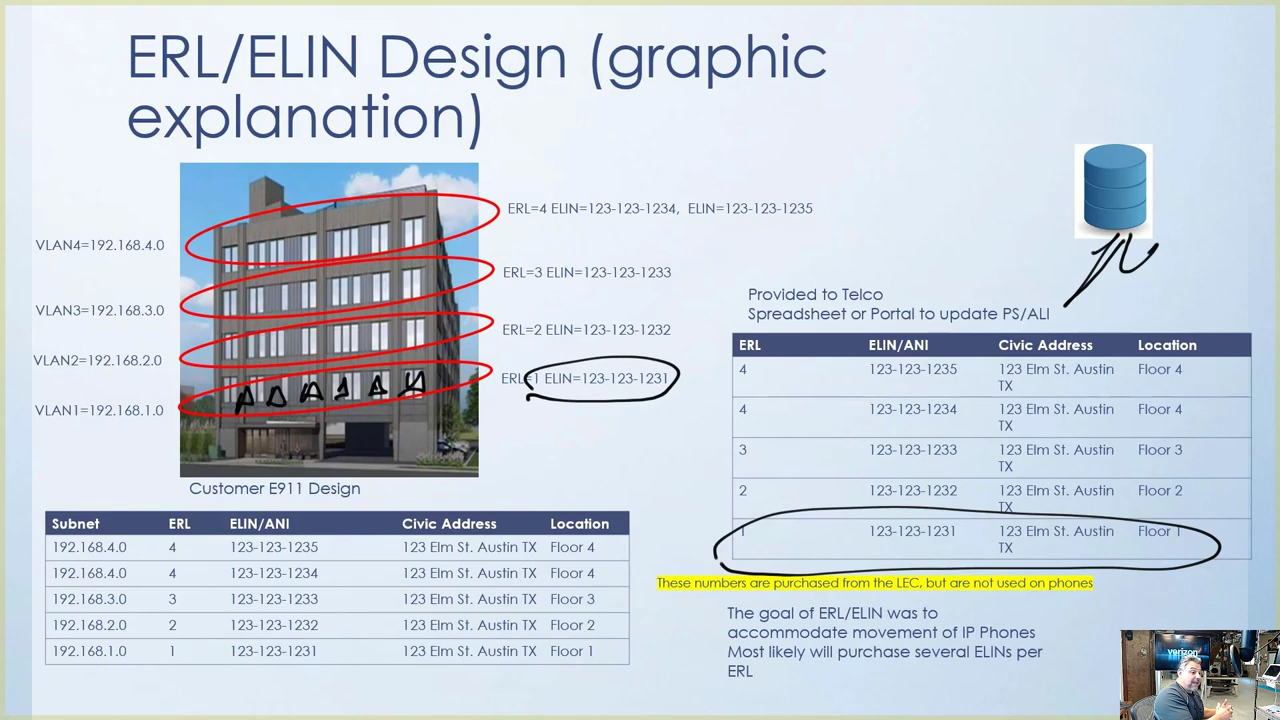 ERL/ELIN Design (graphic
explanation)
VLAN4=192.168.4.0
VLAN3=192.168.3.0
VLAN2=192.168.2.0
VLAN1=192.168.1.0
ERL=4 ELIN=123-123-1234, ELIN=123-123-1235
ERL=3 ELIN=123-123-1233
ERL=2 ELIN=123-123-1232
ERL=1 ELIN=123-123-1231
Customer E911 Design
Subnet ERL ELIN/ANI Civic Address Location
192.168.4.0 4 123-123-1235 123 Elm St. Austin TX Floor 4
192.168.4.0 4 123-123-1234 123 Elm St. Austin TX Floor 4
192.168.3.0 3 123-123-1233 123 Elm St. Austin TX Floor 3
192.168.2.0 2 123-123-1232 123 Elm St. Austin TX Floor 2
192.168.1.0 1 123-123-1231 123 Elm St. Austin TX Floor 1
Provided to Telco
Spreadsheet or Portal to update PS/ALI
ERL ELIN/ANI Civic Address Location
4 123-123-1235 123 Elm St. Austin Floor 4
TX
4 123-123-1234 123 Elm St. Austin Floor 4
TX
3 123-123-1233 123 Elm St. Austin Floor 3
TX
2 123-123-1232 123 Elm St. Austin Floor 2
TX
1 123-123-1231 123 Elm St. Austin Floor 1
TX
These numbers are purchased from the LEC, but are not used on phones
The goal of ERL/ELIN was to
accommodate movement of IP Phones
Most likely will purchase several ELINs per
ERL
verizon